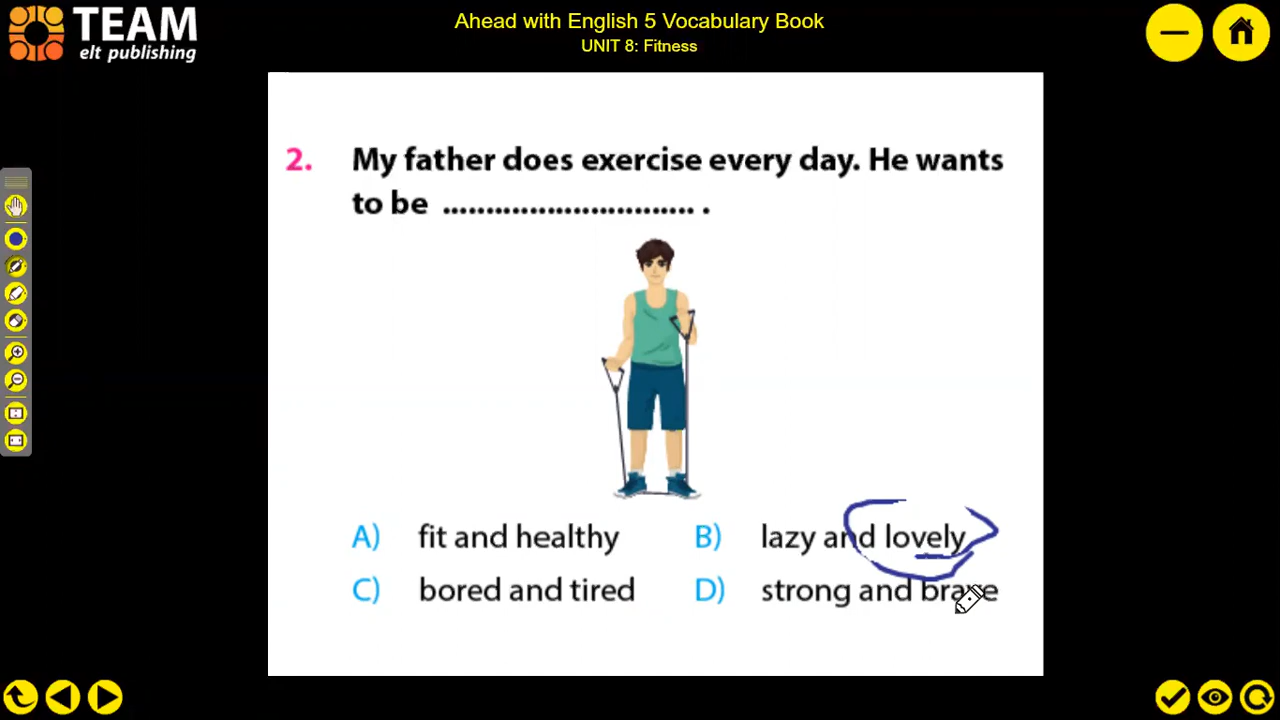 TEAM
elt publishing
Ahead with English 5 Vocabulary Book
UNIT 8: Fitness
2. My father does exercise every day. He wants
to be ............................. .
A) fit and healthy B) lazy and lovely
C) bored and tired D) strong and brave